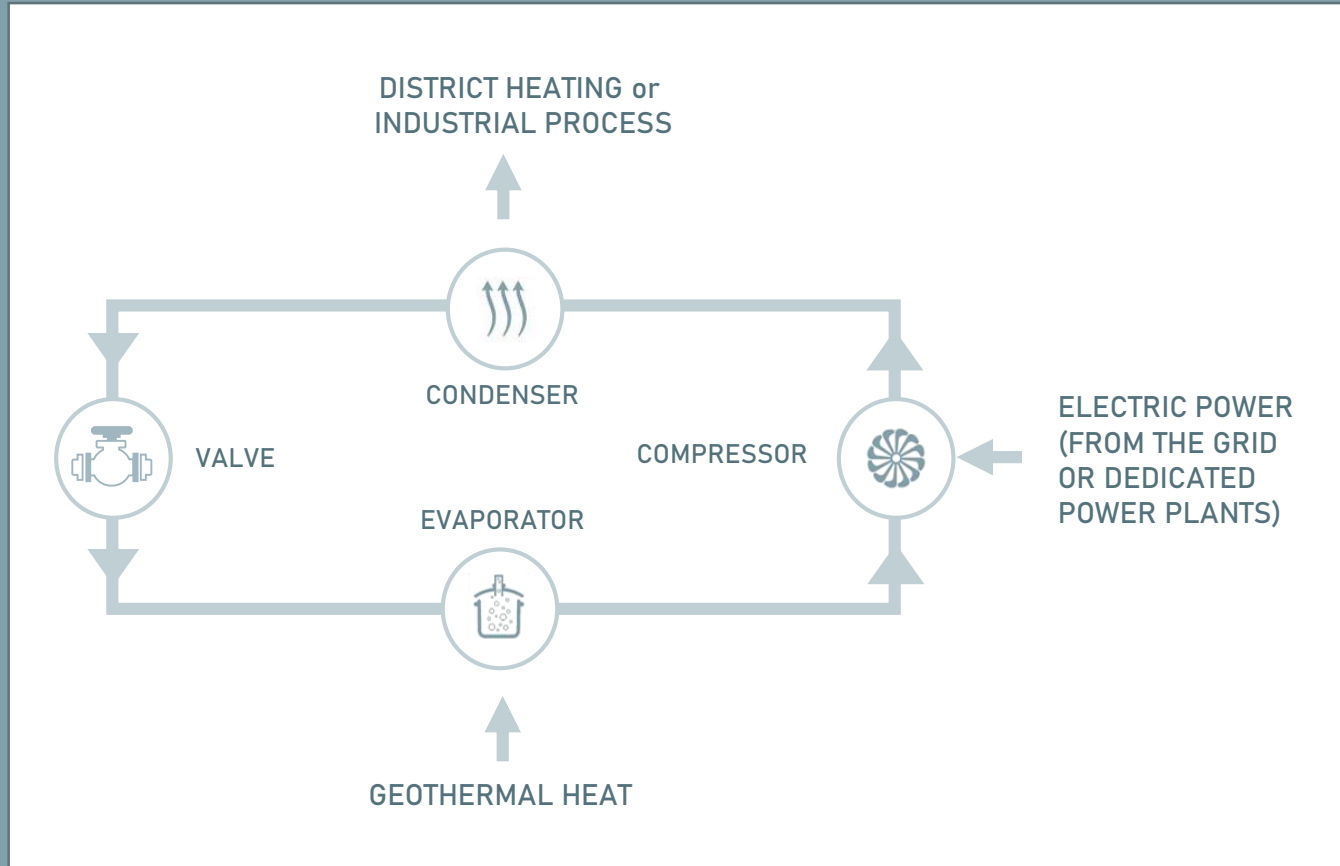 DISTRICT HEATING or
INDUSTRIAL PROCESS
CONDENSER
VALVE
COMPRESSOR
ELECTRIC POWER
(FROM THE GRID
OR DEDICATED
POWER PLANTS)
EVAPORATOR
GEOTHERMAL HEAT